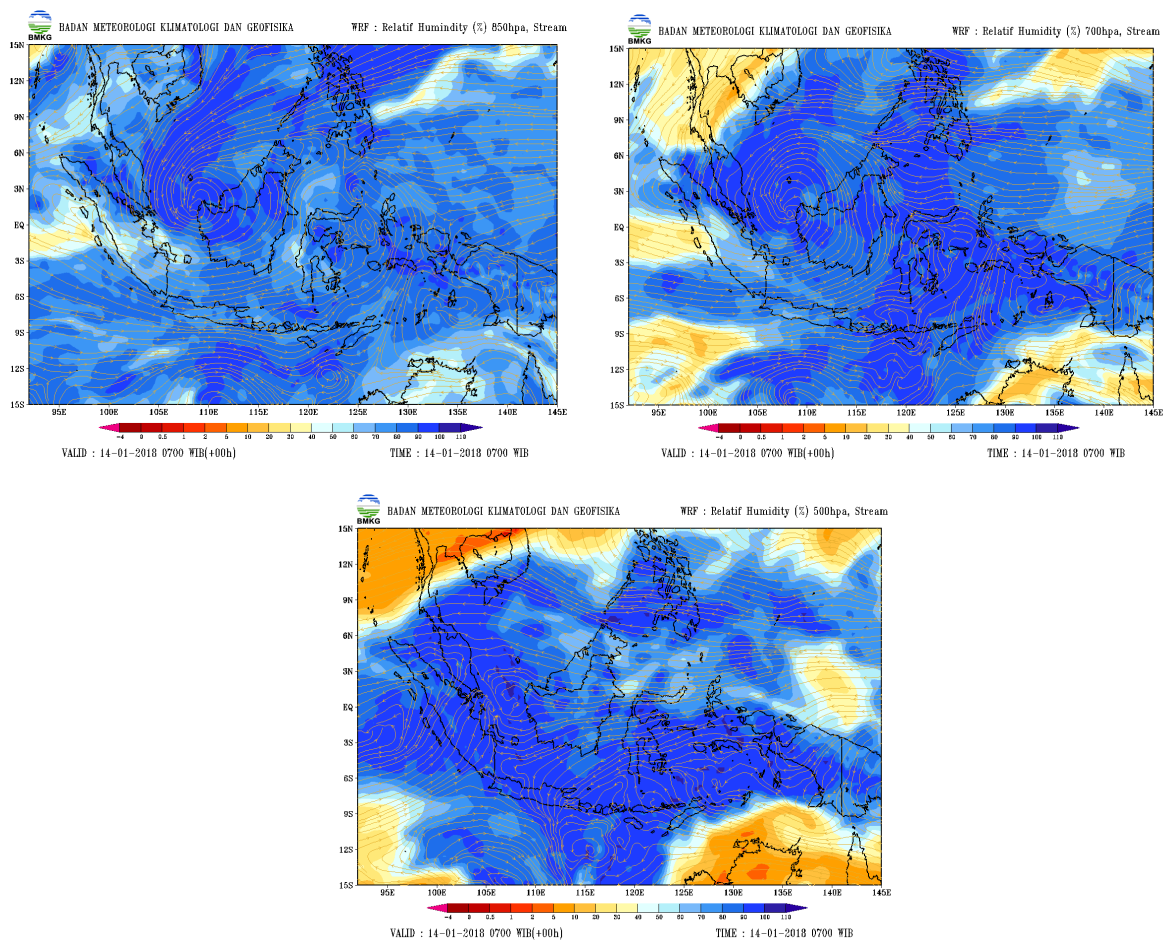 BMKG
BADAN METEOROLOGI KLIMATOLOGI DAN GEOFISIKA
WRF : Relatif Humindity (%) 850hpa, Stream
15N
12N
9N
6N
3N
EQ
3S
6S
9S
12S
15S
95E 100E 105E 110E 115E 120E 125E 130E 135E 140E 145E
-4 0 0.5 1 2 5 10 20 30 40 50 60 70 80 90 100 110
VALID : 14-01-2018 0700 WIB(+00h)
TIME : 14-01-2018 0700 WIB
BMKG
BADAN METEOROLOGI KLIMATOLOGI DAN GEOFISIKA
WRF : Relatif Humidity (%) 700hpa, Stream
15N
12N
9N
6N
3N
EQ
3S
6S
9S
12S
15S
95E 100E 105E 110E 115E 120E 125E 130E 135E 140E 145E
-4 0 0.5 1 2 5 10 20 30 40 50 60 70 80 90 100 110
VALID : 14-01-2018 0700 WIB(+00h)
TIME : 14-01-2018 0700 WIB
BMKG
BADAN METEOROLOGI KLIMATOLOGI DAN GEOFISIKA
WRF : Relatif Humidity (%) 500hpa, Stream
15N
12N
9N
6N
3N
EQ
3S
6S
9S
12S
15S
95E 100E 105E 110E 115E 120E 125E 130E 135E 140E 145E
-4 0 0.5 1 2 5 10 20 30 40 50 60 70 80 90 100 110
VALID : 14-01-2018 0700 WIB(+00h)
TIME : 14-01-2018 0700 WIB